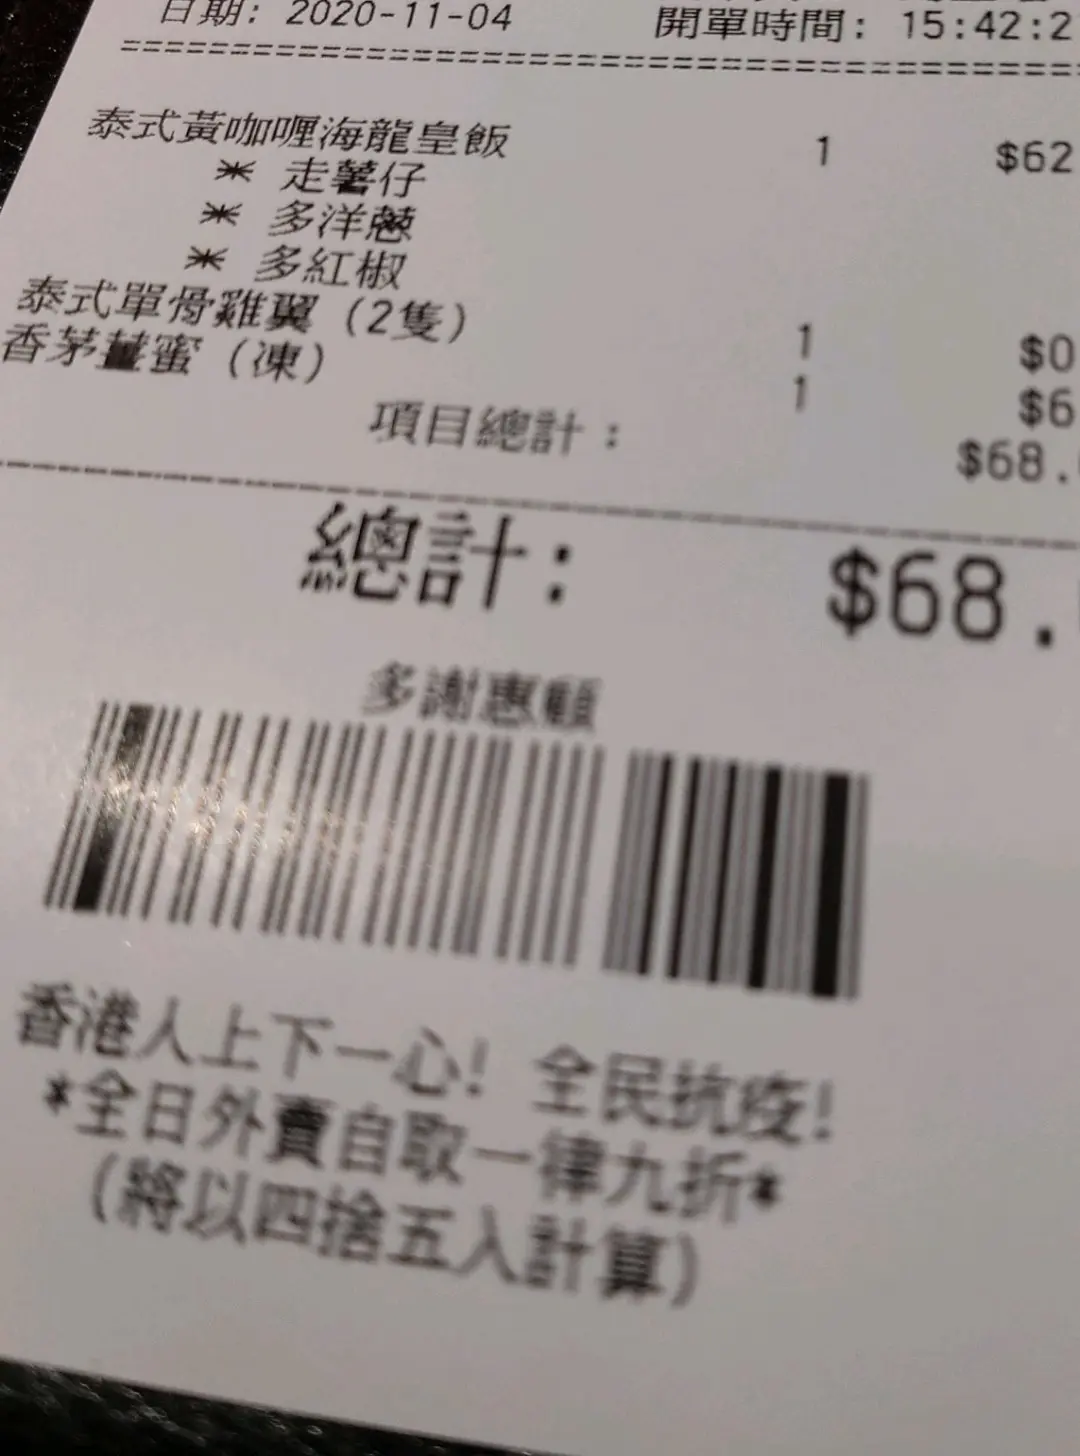 日期: 2020-11-04 開單時間: 15:42:2
泰式黃咖喱海龍皇飯 1 $62
* 走薯仔
* 多洋蔥
* 多紅椒
泰式單骨雞翼 (2隻) 1 $0
香茅薑蜜 (凍) 1 $6
項目總計: $68.
總計: $68.
多謝惠顧
香港人上下一心! 全民抗疫!
*全日外賣自取一律九折*
(將以四捨五入計算)